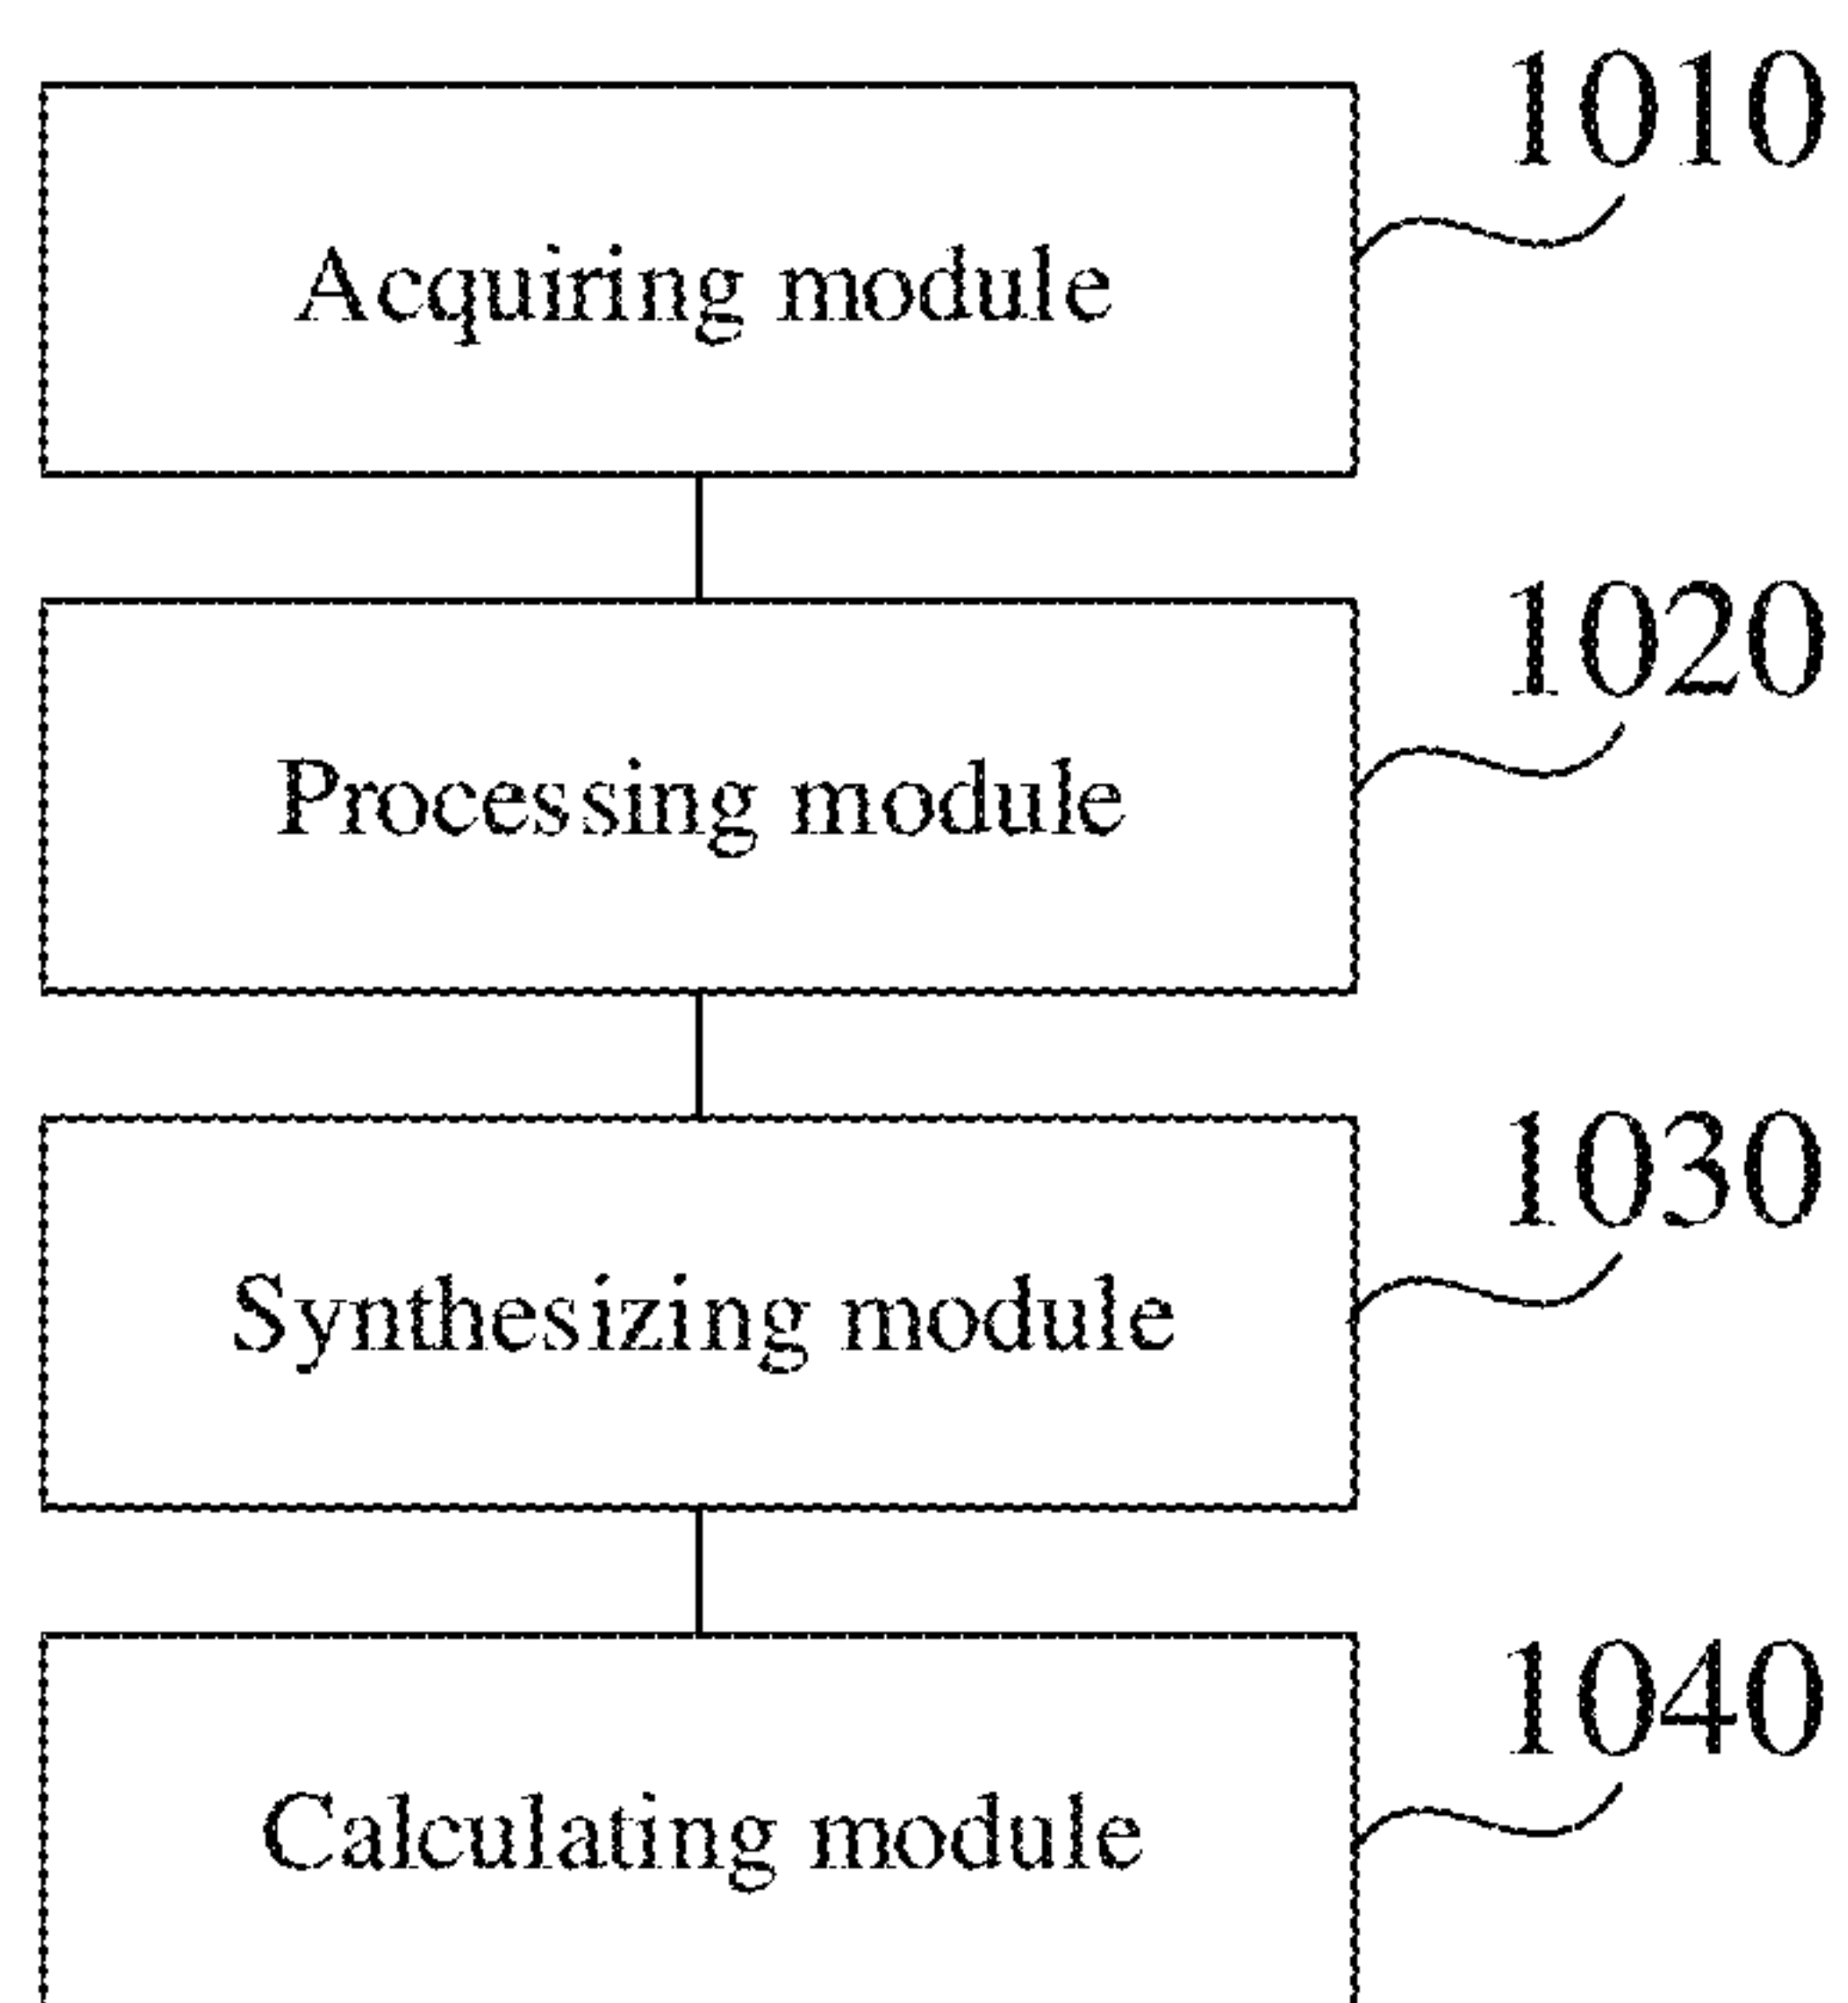 1010
Acquiring module
1020
Processing module
1030
Synthesizing module
1040
Calculating module